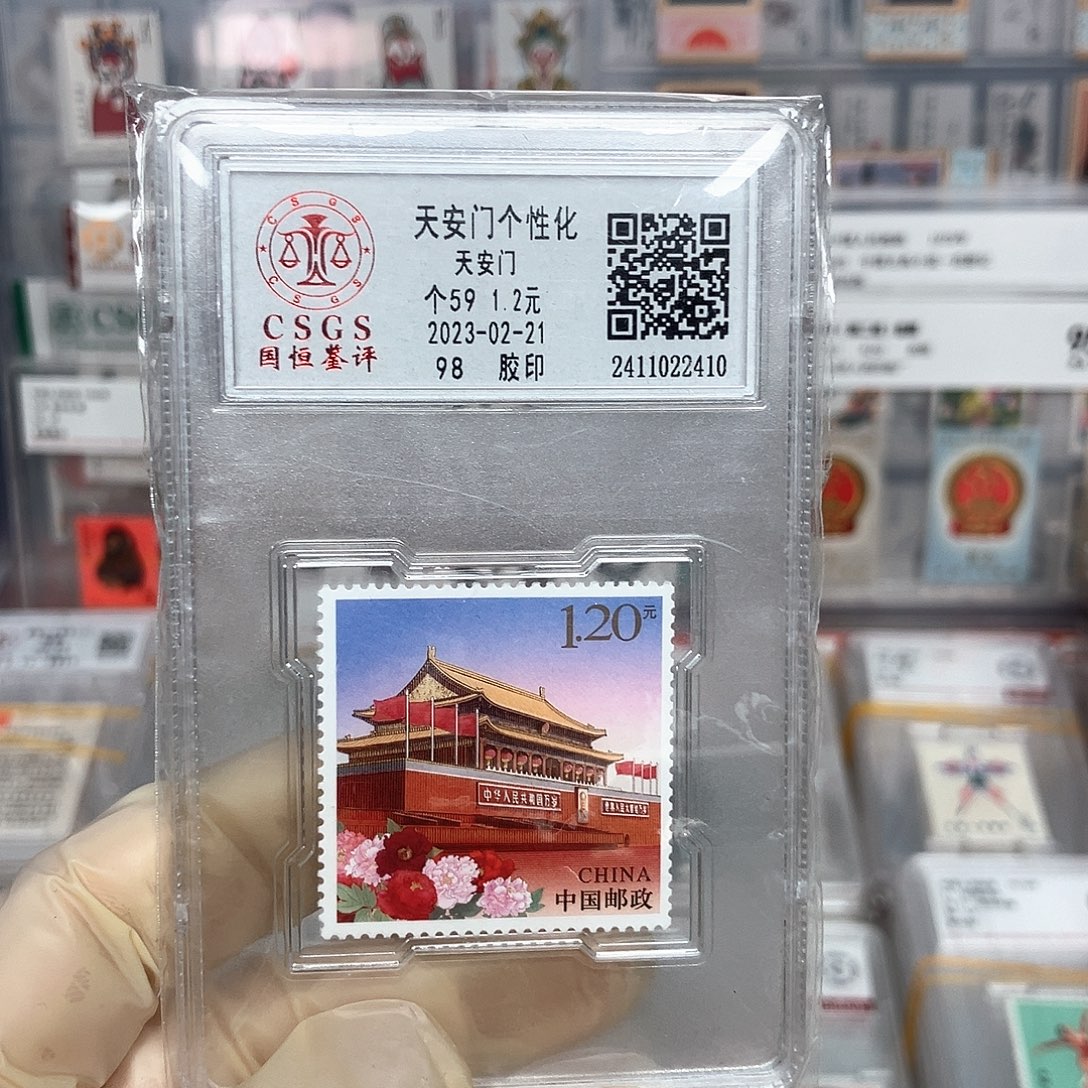 CSGS
CSGS
CSGS
国恒鉴评
天安门个性化
天安门
个59 1.2元
2023-02-21
98 胶印
2411022410
1.20元
中华人民共和国万岁
CHINA
中国邮政